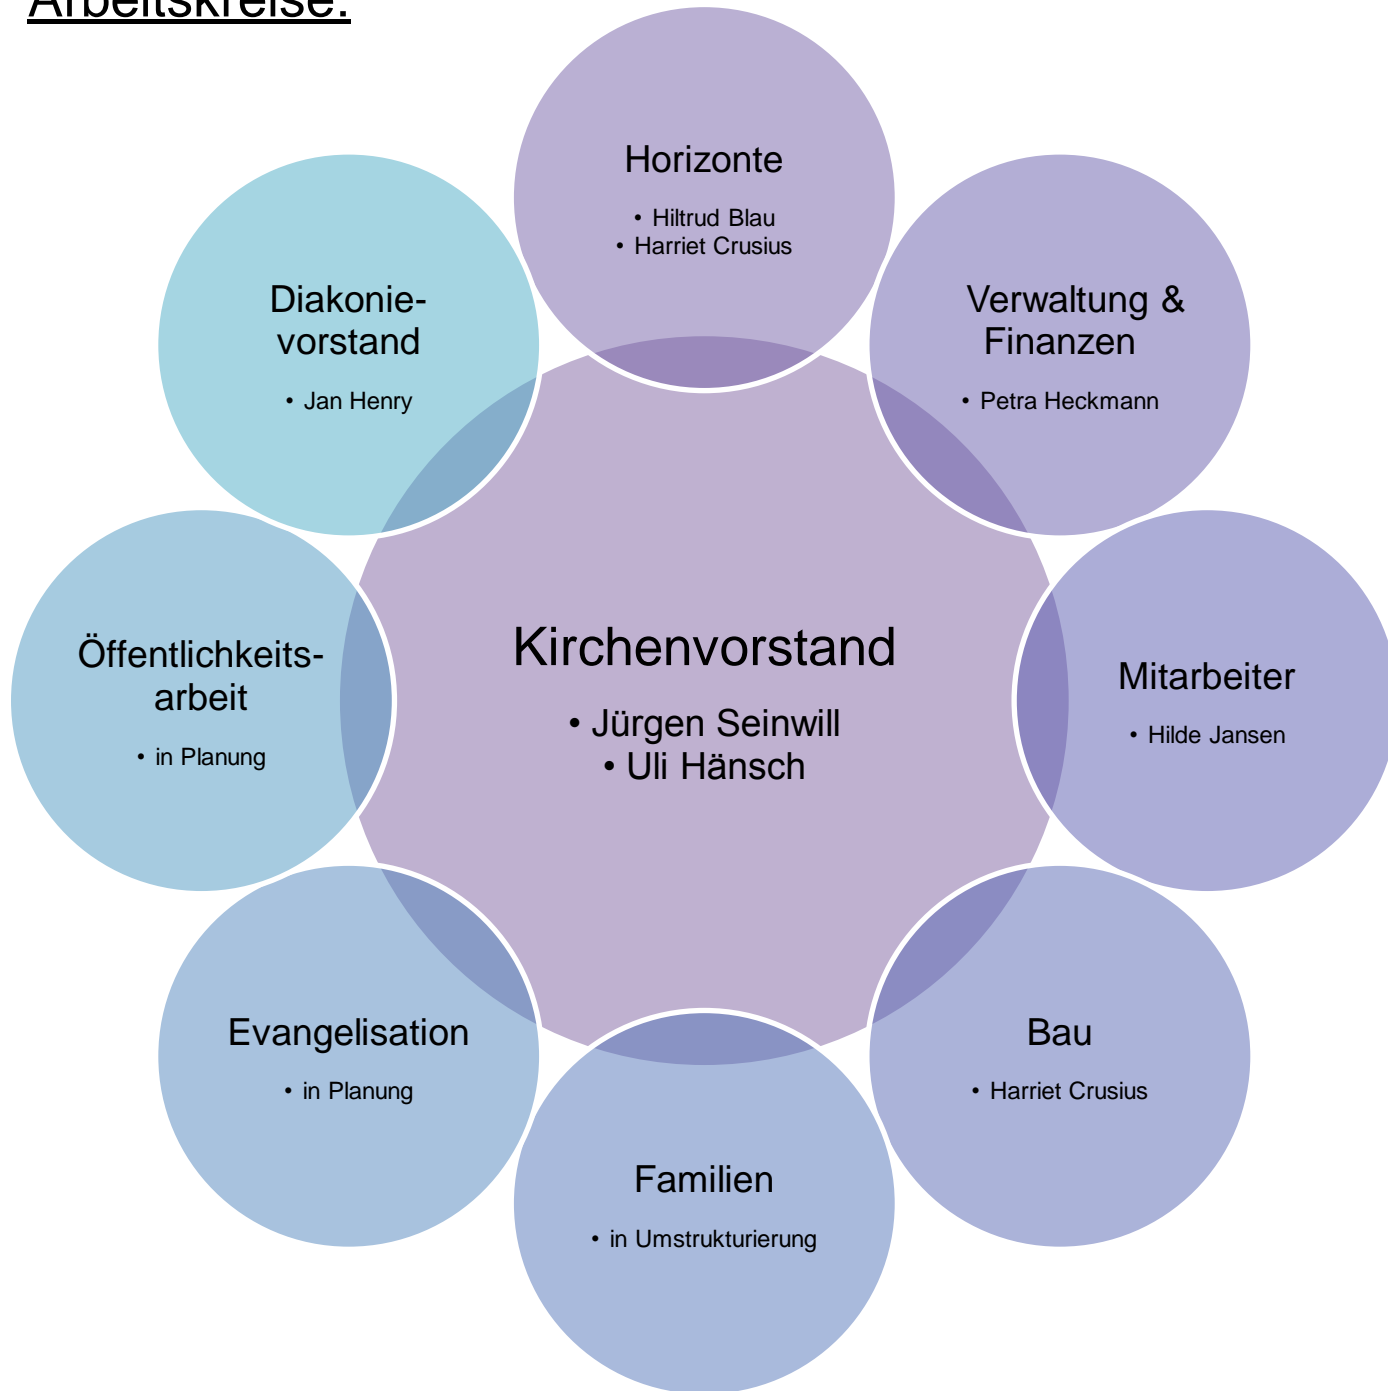 Arbeitskreise:
Horizonte
• Hiltrud Blau
• Harriet Crusius
Verwaltung &
Finanzen
• Petra Heckmann
Mitarbeiter
• Hilde Jansen
Bau
• Harriet Crusius
Familien
• in Umstrukturierung
Evangelisation
• in Planung
Öffentlichkeits-
arbeit
• in Planung
Diakonie-
vorstand
• Jan Henry
Kirchenvorstand
• Jürgen Seinwill
• Uli Hänsch